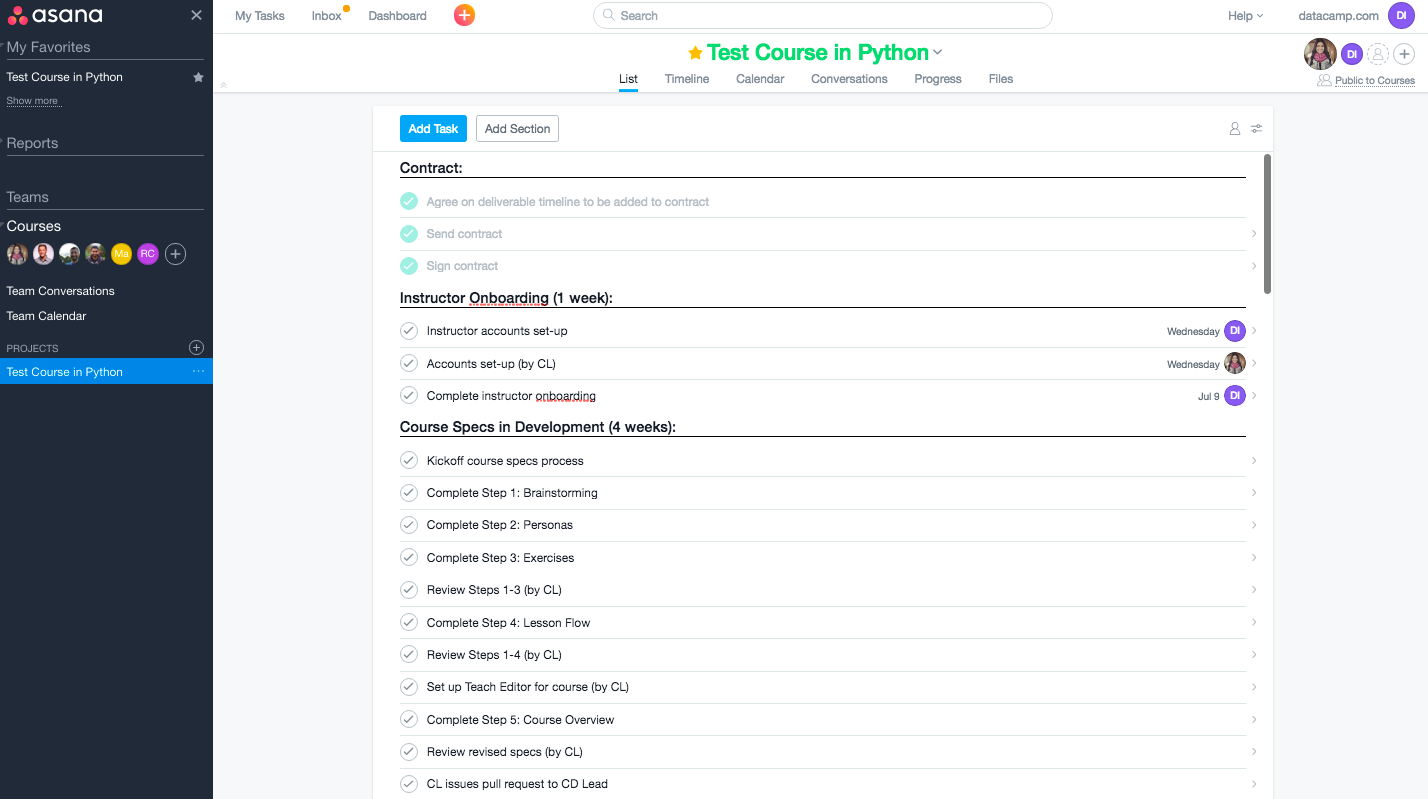 asana
My Favorites
Test Course in Python
Show more
Reports
Teams
Courses
Ma
RC
Team Conversations
Team Calendar
PROJECTS
Test Course in Python
My Tasks Inbox Dashboard
Search
Help datacamp.com DI
Test Course in Python
DI
List Timeline Calendar Conversations Progress Files
Public to Courses
Add Task Add Section
Contract:
Agree on deliverable timeline to be added to contract
Send contract
Sign contract
Instructor Onboarding (1 week):
Instructor accounts set-up Wednesday DI
Accounts set-up (by CL) Wednesday
Complete instructor onboarding Jul 9 DI
Course Specs in Development (4 weeks):
Kickoff course specs process
Complete Step 1: Brainstorming
Complete Step 2: Personas
Complete Step 3: Exercises
Review Steps 1-3 (by CL)
Complete Step 4: Lesson Flow
Review Steps 1-4 (by CL)
Set up Teach Editor for course (by CL)
Complete Step 5: Course Overview
Review revised specs (by CL)
CL issues pull request to CD Lead